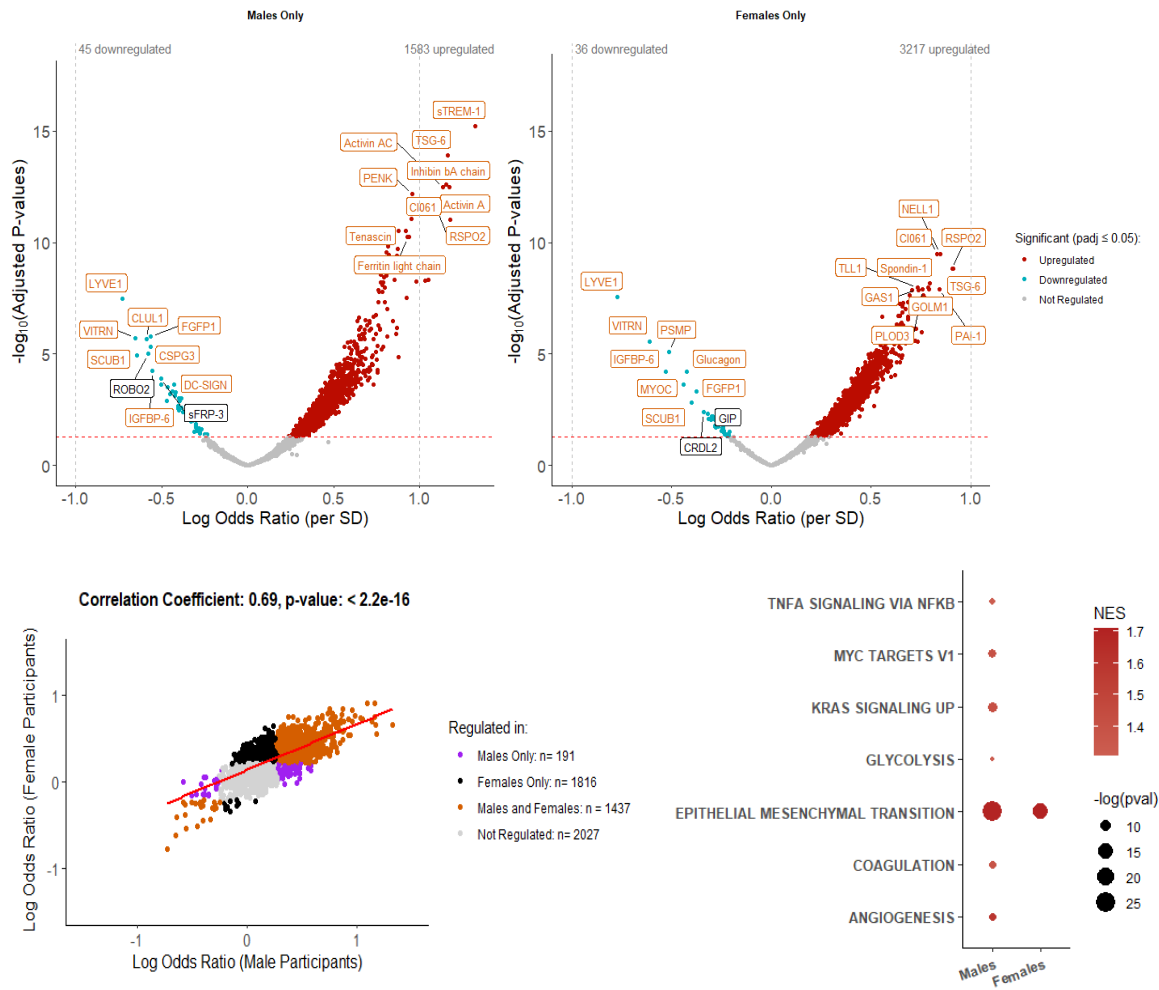 Males Only
45 downregulated
1583 upregulated
-log10(Adjusted P-values)
15
10
5
0
sTREM-1
TSG-6
Activin AC
Inhibin bA chain
PENK
CI061
Activin A
Tenascin
RSPO2
Ferritin light chain
LYVE1
CLUL1
FGFP1
VITRN
SCUB1
CSPG3
ROBO2
DC-SIGN
IGFBP-6
sFRP-3
-1.0
-0.5
0.0
0.5
1.0
Log Odds Ratio (per SD)
Females Only
36 downregulated
3217 upregulated
-log10(Adjusted P-values)
15
10
5
0
NELL1
CI061
RSPO2
TLL1
Spondin-1
TSG-6
GAS1
GOLM1
PLOD3
PAI-1
LYVE1
VITRN
PSMP
IGFBP-6
Glucagon
MYOC
FGFP1
SCUB1
GIP
CRDL2
-1.0
-0.5
0.0
0.5
1.0
Log Odds Ratio (per SD)
Significant (padj ≤ 0.05):
Upregulated
Downregulated
Not Regulated
Correlation Coefficient: 0.69, p-value: < 2.2e-16
Log Odds Ratio (Female Participants)
1
0
-1
-1
0
1
Log Odds Ratio (Male Participants)
Regulated in:
Males Only: n= 191
Females Only: n= 1816
Males and Females: n = 1437
Not Regulated: n= 2027
TNFA SIGNALING VIA NFKB
MYC TARGETS V1
KRAS SIGNALING UP
GLYCOLYSIS
EPITHELIAL MESENCHYMAL TRANSITION
COAGULATION
ANGIOGENESIS
Males
Females
NES
1.7
1.6
1.5
1.4
-log(pval)
10
15
20
25